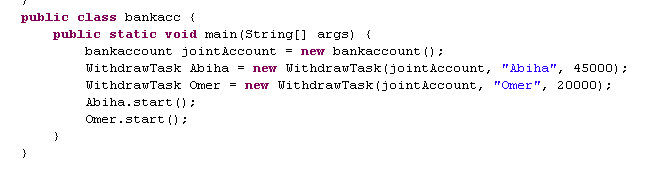 }
public class bankacc {
    public static void main(String[] args) {
        bankaccount jointAccount = new bankaccount();
        WithdrawTask Abiha = new WithdrawTask(jointAccount, "Abiha", 45000);
        WithdrawTask Omer = new WithdrawTask(jointAccount, "Omer", 20000);
        Abiha.start();
        Omer.start();
    }
}